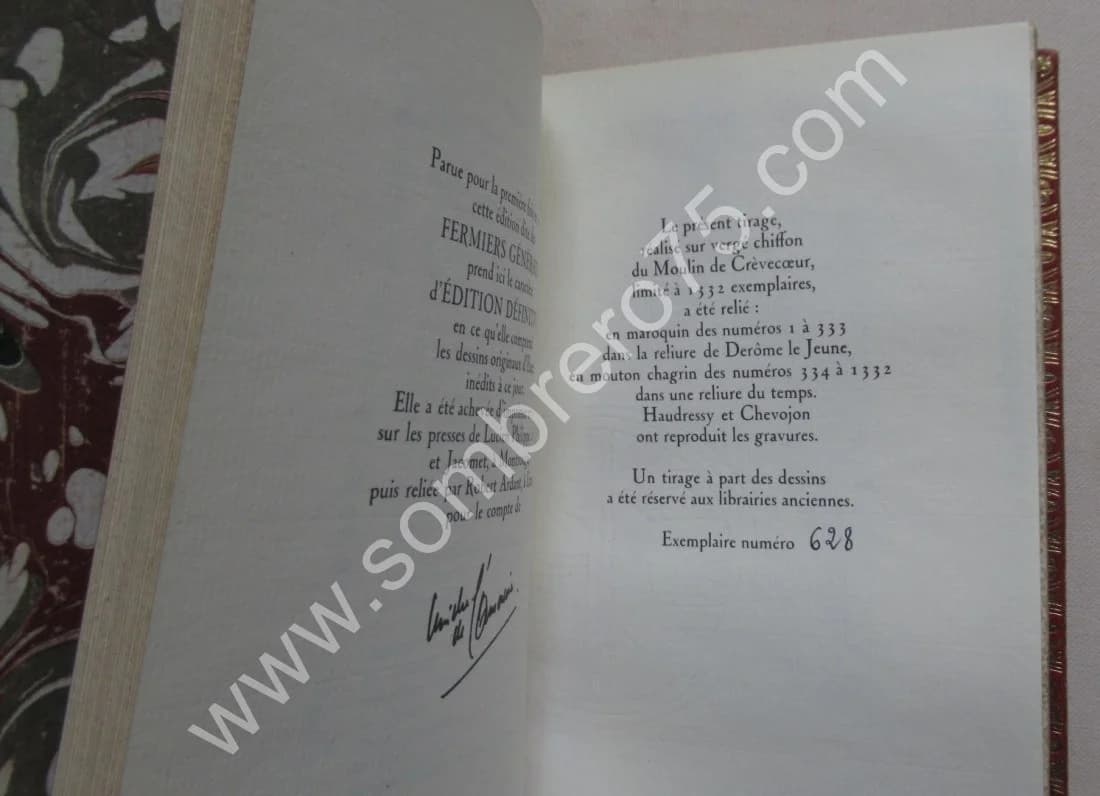 Parue pour la première
cette édition dite
FERMIERS
prend ici le
d'ÉDITION
en ce qu'elle
les dessins originaux
inédits à ce jour.
Elle a été achevée
sur les presses de
et Jacomet, à
puis reliée par Robert
pour le compte de
Le présent tirage,
réalisé sur vergé chiffon
du Moulin de Crèvecœur,
limité à 1332 exemplaires,
a été relié :
en maroquin des numéros 1 à 333
dans la reliure de Derôme le Jeune,
en mouton chagrin des numéros 334 à 1332
dans une reliure du temps.
Haudressy et Chevojon
ont reproduit les gravures.
Un tirage à part des dessins
a été réservé aux librairies anciennes.
Exemplaire numéro 628
www.sombrero75.com